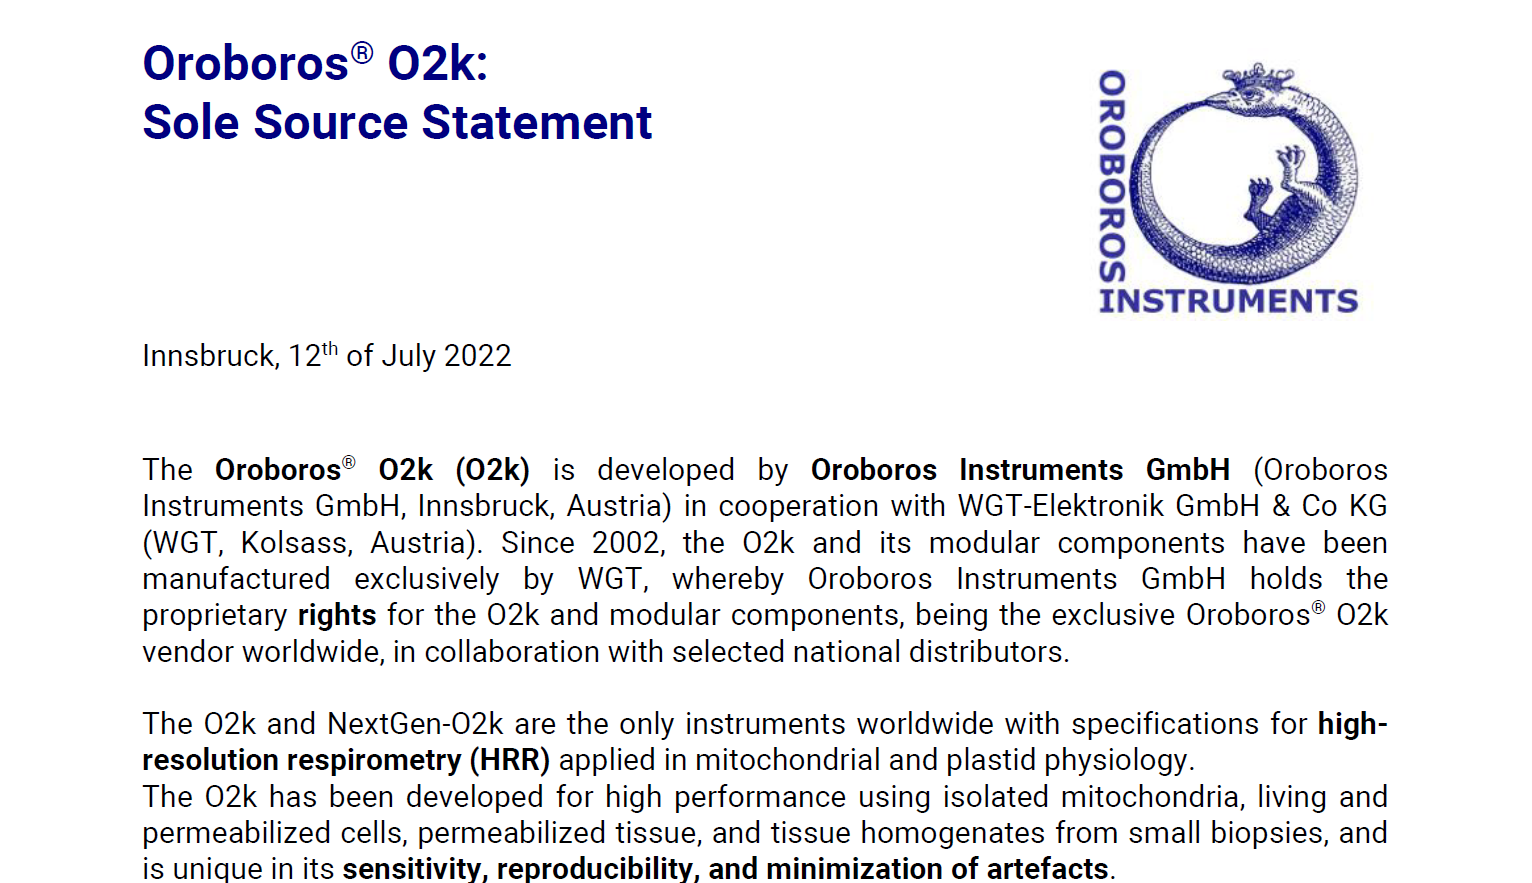 Oroboros® O2k:
Sole Source Statement
OROBOROS
INSTRUMENTS
Innsbruck, 12th of July 2022
The Oroboros® O2k (O2k) is developed by Oroboros Instruments GmbH (Oroboros
Instruments GmbH, Innsbruck, Austria) in cooperation with WGT-Elektronik GmbH & Co KG
(WGT, Kolsass, Austria). Since 2002, the O2k and its modular components have been
manufactured exclusively by WGT, whereby Oroboros Instruments GmbH holds the
proprietary rights for the O2k and modular components, being the exclusive Oroboros® O2k
vendor worldwide, in collaboration with selected national distributors.
The O2k and NextGen-O2k are the only instruments worldwide with specifications for high-
resolution respirometry (HRR) applied in mitochondrial and plastid physiology.
The O2k has been developed for high performance using isolated mitochondria, living and
permeabilized cells, permeabilized tissue, and tissue homogenates from small biopsies, and
is unique in its sensitivity, reproducibility, and minimization of artefacts.